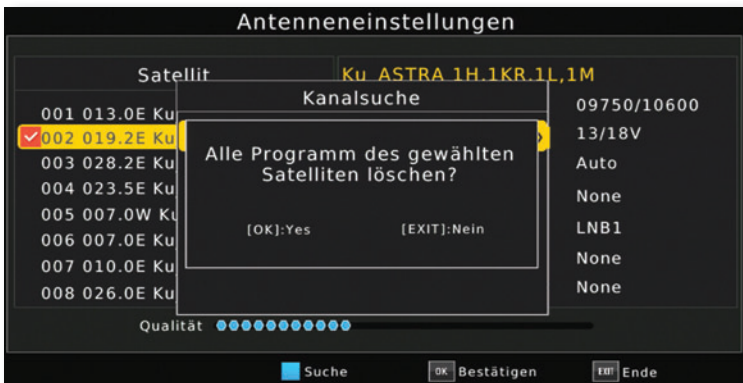 Antenneneinstellungen
Satellit
Ku ASTRA 1H,1KR,1L,1M
Kanalsuche
001 013.0E Ku
002 019.2E Ku
003 028.2E Ku
004 023.5E Ku
005 007.0W Ku
006 007.0E Ku
007 010.0E Ku
008 026.0E Ku
Alle Programm des gewählten
Satelliten löschen?
[OK]:Yes [EXIT]:Nein
09750/10600
13/18V
Auto
None
LNB1
None
None
Qualität
Suche OK Bestätigen EXIT Ende